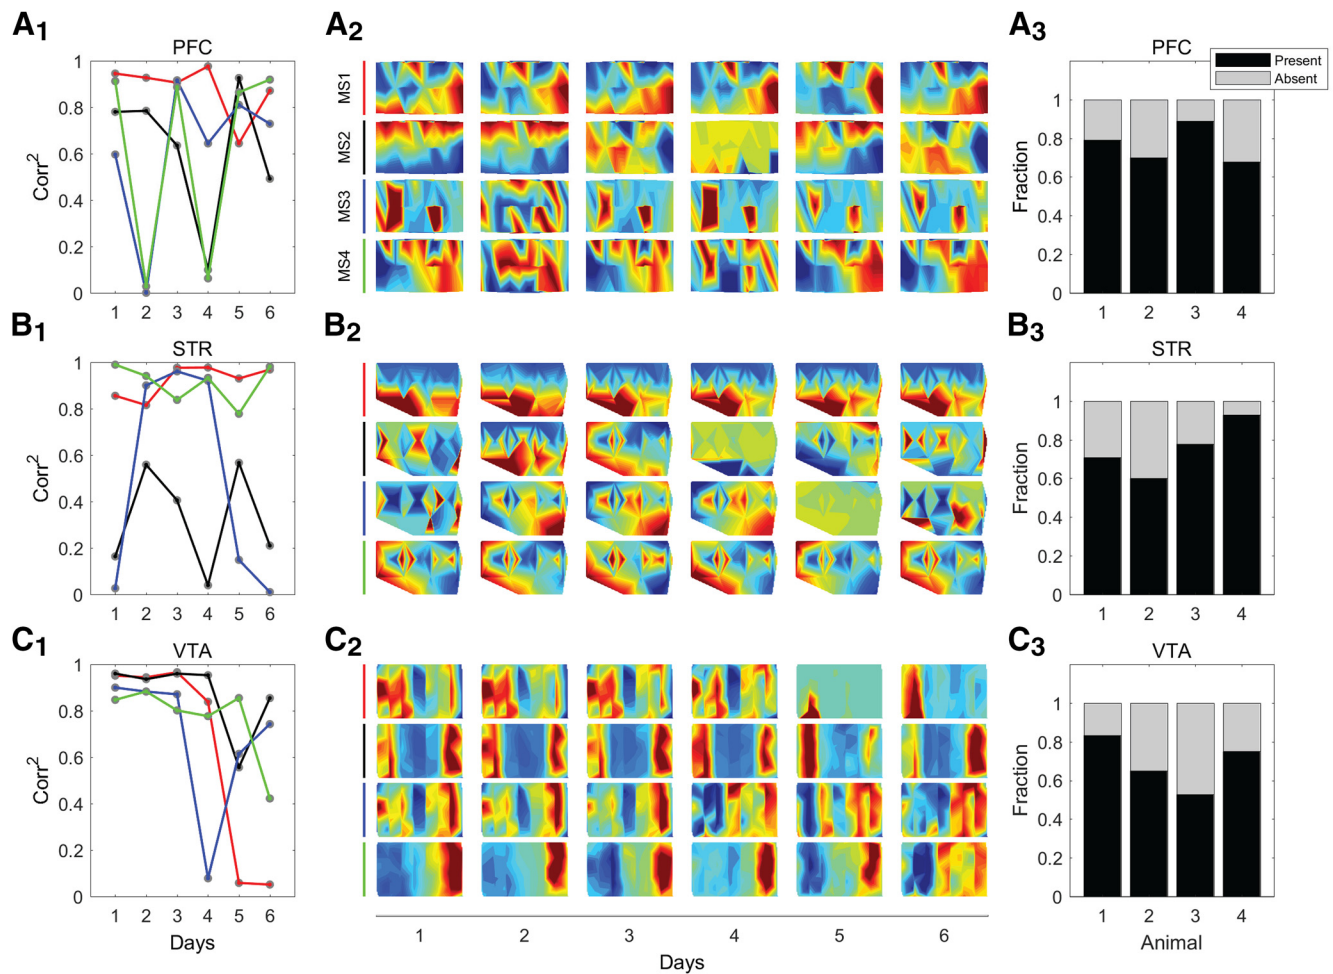 A1
PFC
Corr2
1
0.8
0.6
0.4
0.2
0
1 2 3 4 5 6
A2
MS1
MS2
MS3
MS4
A3
PFC
Present
Absent
Fraction
1
0.8
0.6
0.4
0.2
0
1 2 3 4
B1
STR
Corr2
1
0.8
0.6
0.4
0.2
0
1 2 3 4 5 6
B2
B3
STR
Fraction
1
0.8
0.6
0.4
0.2
0
1 2 3 4
C1
VTA
Corr2
1
0.8
0.6
0.4
0.2
0
1 2 3 4 5 6
Days
C2
1 2 3 4 5 6
Days
C3
VTA
Fraction
1
0.8
0.6
0.4
0.2
0
1 2 3 4
Animal